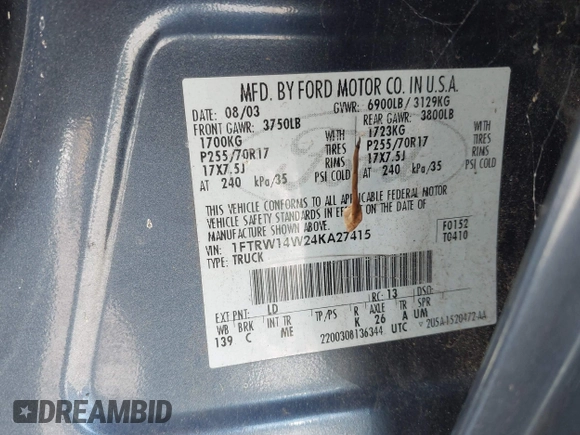 MFD. BY FORD MOTOR CO. IN U.S.A.
DATE: 08/03 GVWR: 6900LB/ 3129KG
FRONT GAWR: 3750LB REAR GAWR: 3800LB
1700KG WITH 1723KG WITH
P255/70R17 TIRES P255/70R17 TIRES
17X7.5J RIMS 17X7.5J RIMS
AT 240 kPa/35 PSI COLD AT 240 kPa/35 PSI COLD
THIS VEHICLE CONFORMS TO ALL APPLICABLE FEDERAL MOTOR
VEHICLE SAFETY STANDARDS IN EFFECT ON THE DATE OF
MANUFACTURE SHOWN ABOVE.
1FTRW14W24KA27415
TYPE: TRUCK
F0152
T0410
EXT PNT: LD RC: 13 DSO:
WB BRK INT TR TP/PS R AXLE TR SPR
139 C ME K 26 A UM
2200308136344 UTC
2U5A-1520472-AA
DREAMBID